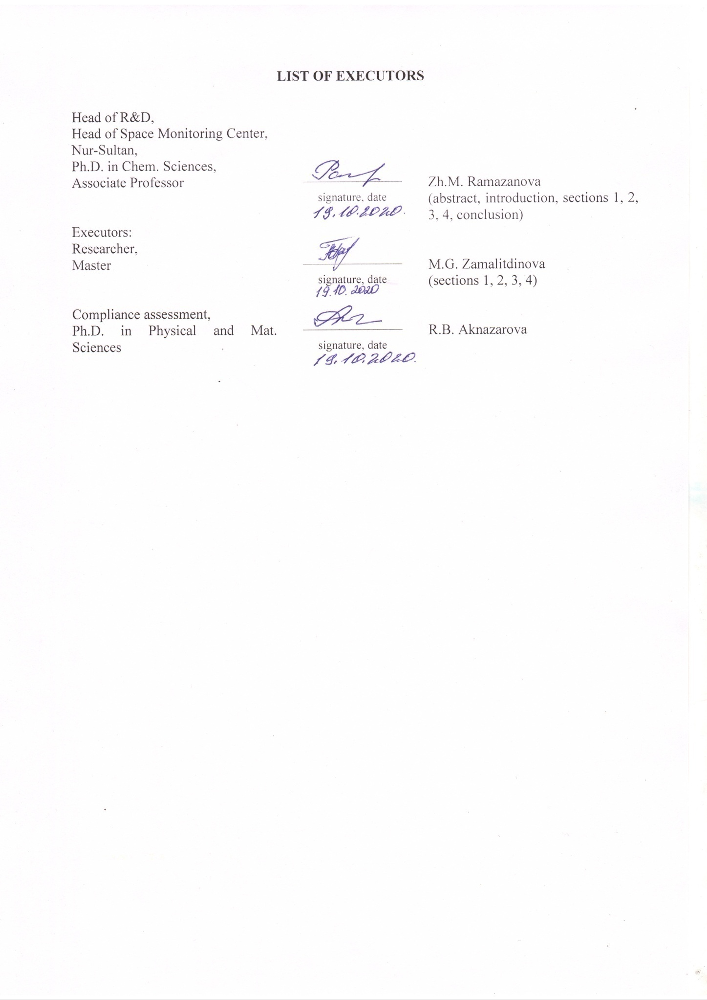 LIST OF EXECUTORS
Head of R&D,
Head of Space Monitoring Center,
Nur-Sultan,
Ph.D. in Chem. Sciences,
Associate Professor
Zh.M. Ramazanova
signature, date
(abstract, introduction, sections 1, 2,
19.10.2020.
3, 4, conclusion)
Executors:
Researcher,
Master
M.G. Zamalitdinova
signature, date
(sections 1, 2, 3, 4)
19.10.2020
Compliance assessment,
Ph.D. in Physical and Mat.
R.B. Aknazarova
Sciences
signature, date
19.10.2020.